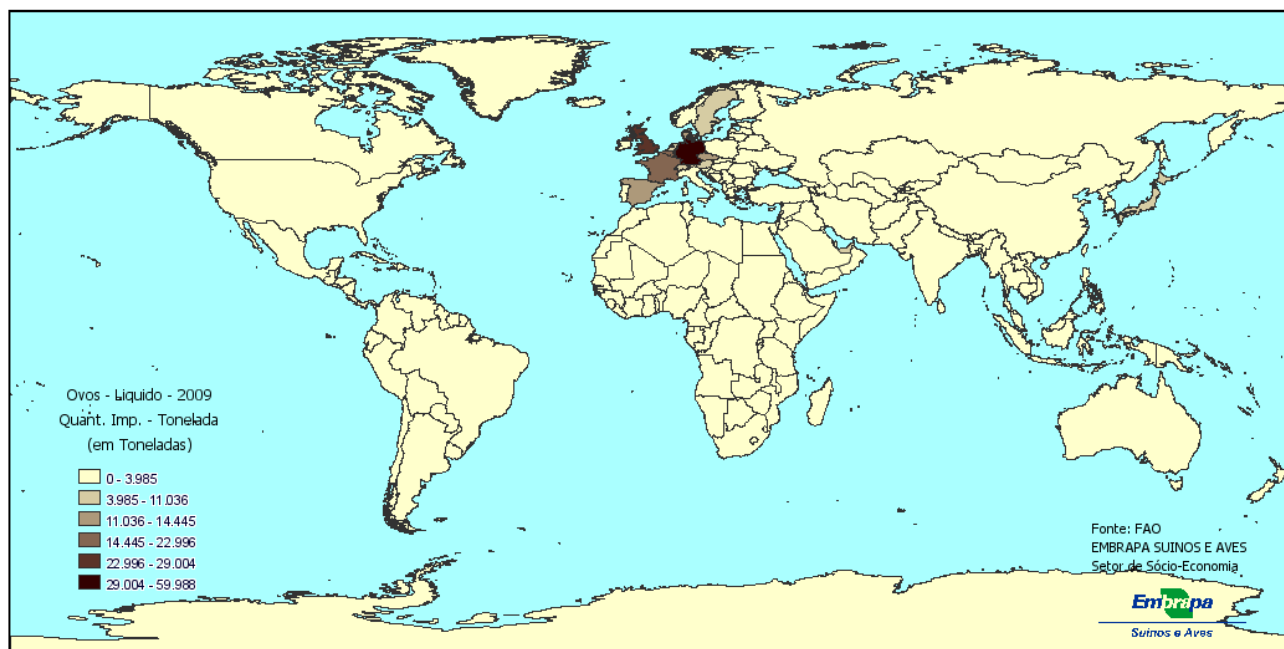 Ovos - Liquido - 2009
Quant. Imp. - Tonelada
(em Toneladas)
0 - 3.985
3.985 - 11.036
11.036 - 14.445
14.445 - 22.996
22.996 - 29.004
29.004 - 59.988
Fonte: FAO
EMBRAPA SUINOS E AVES
Setor de Sócio-Economia
Embrapa
Suínos e Aves